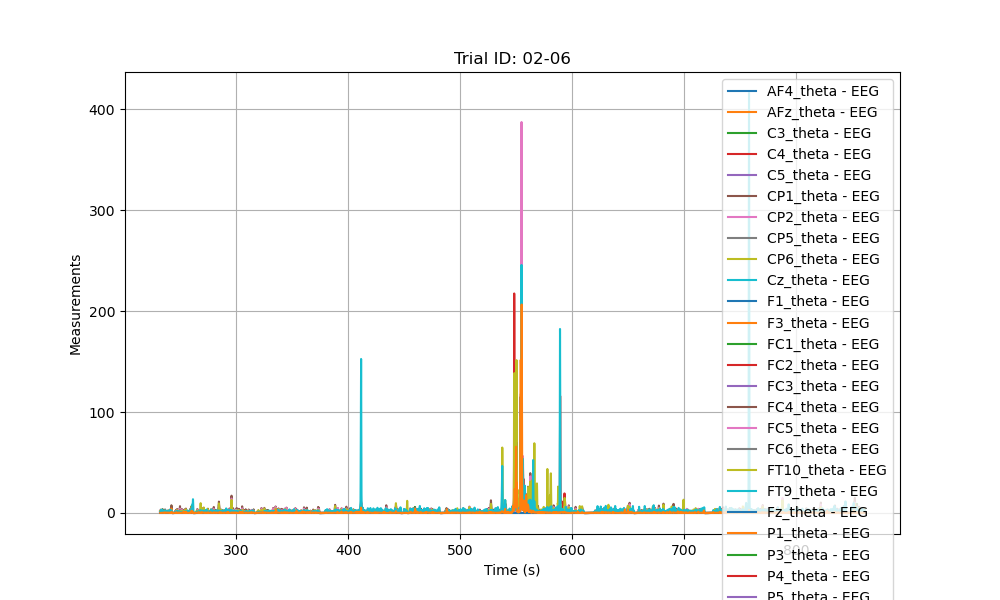 Trial ID: 02-06
Measurements
400
300
200
100
0
300
400
500
600
700
800
Time (s)
AF4_theta - EEG
AFz_theta - EEG
C3_theta - EEG
C4_theta - EEG
C5_theta - EEG
CP1_theta - EEG
CP2_theta - EEG
CP5_theta - EEG
CP6_theta - EEG
Cz_theta - EEG
F1_theta - EEG
F3_theta - EEG
FC1_theta - EEG
FC2_theta - EEG
FC3_theta - EEG
FC4_theta - EEG
FC5_theta - EEG
FC6_theta - EEG
FT10_theta - EEG
FT9_theta - EEG
Fz_theta - EEG
P1_theta - EEG
P3_theta - EEG
P4_theta - EEG
P5_theta - EEG